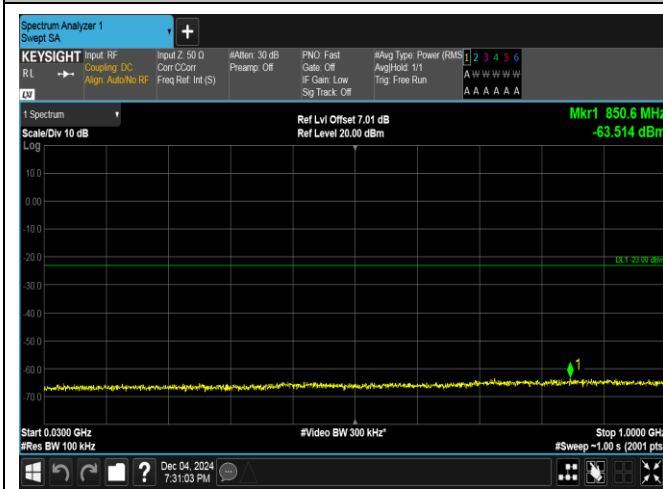 Spectrum Analyzer 1
Swept SA
+
KEYSIGHT
RL
LXI
Input: RF
Coupling: DC
Align: Auto/No RF
Input Z: 50 Ω
Corr CCorr
Freq Ref: Int (S)
#Atten: 30 dB
Preamp: Off
PNO: Fast
Gate: Off
IF Gain: Low
Sig Track: Off
#Avg Type: Power (RMS
Avg|Hold: 1/1
Trig: Free Run
1 2 3 4 5 6
A W W W W W
A A A A A A
1 Spectrum
Scale/Div 10 dB
Log
Ref Lvl Offset 7.01 dB
Ref Level 20.00 dBm
Mkr1 850.6 MHz
-63.514 dBm
10.0
0.00
-10.0
-20.0
DL1 -23.00 dBm
-30.0
-40.0
-50.0
-60.0
1
-70.0
Start 0.0300 GHz
#Res BW 100 kHz
#Video BW 300 kHz*
Stop 1.0000 GHz
#Sweep ~1.00 s (2001 pts
?
Dec 04, 2024
7:31:03 PM